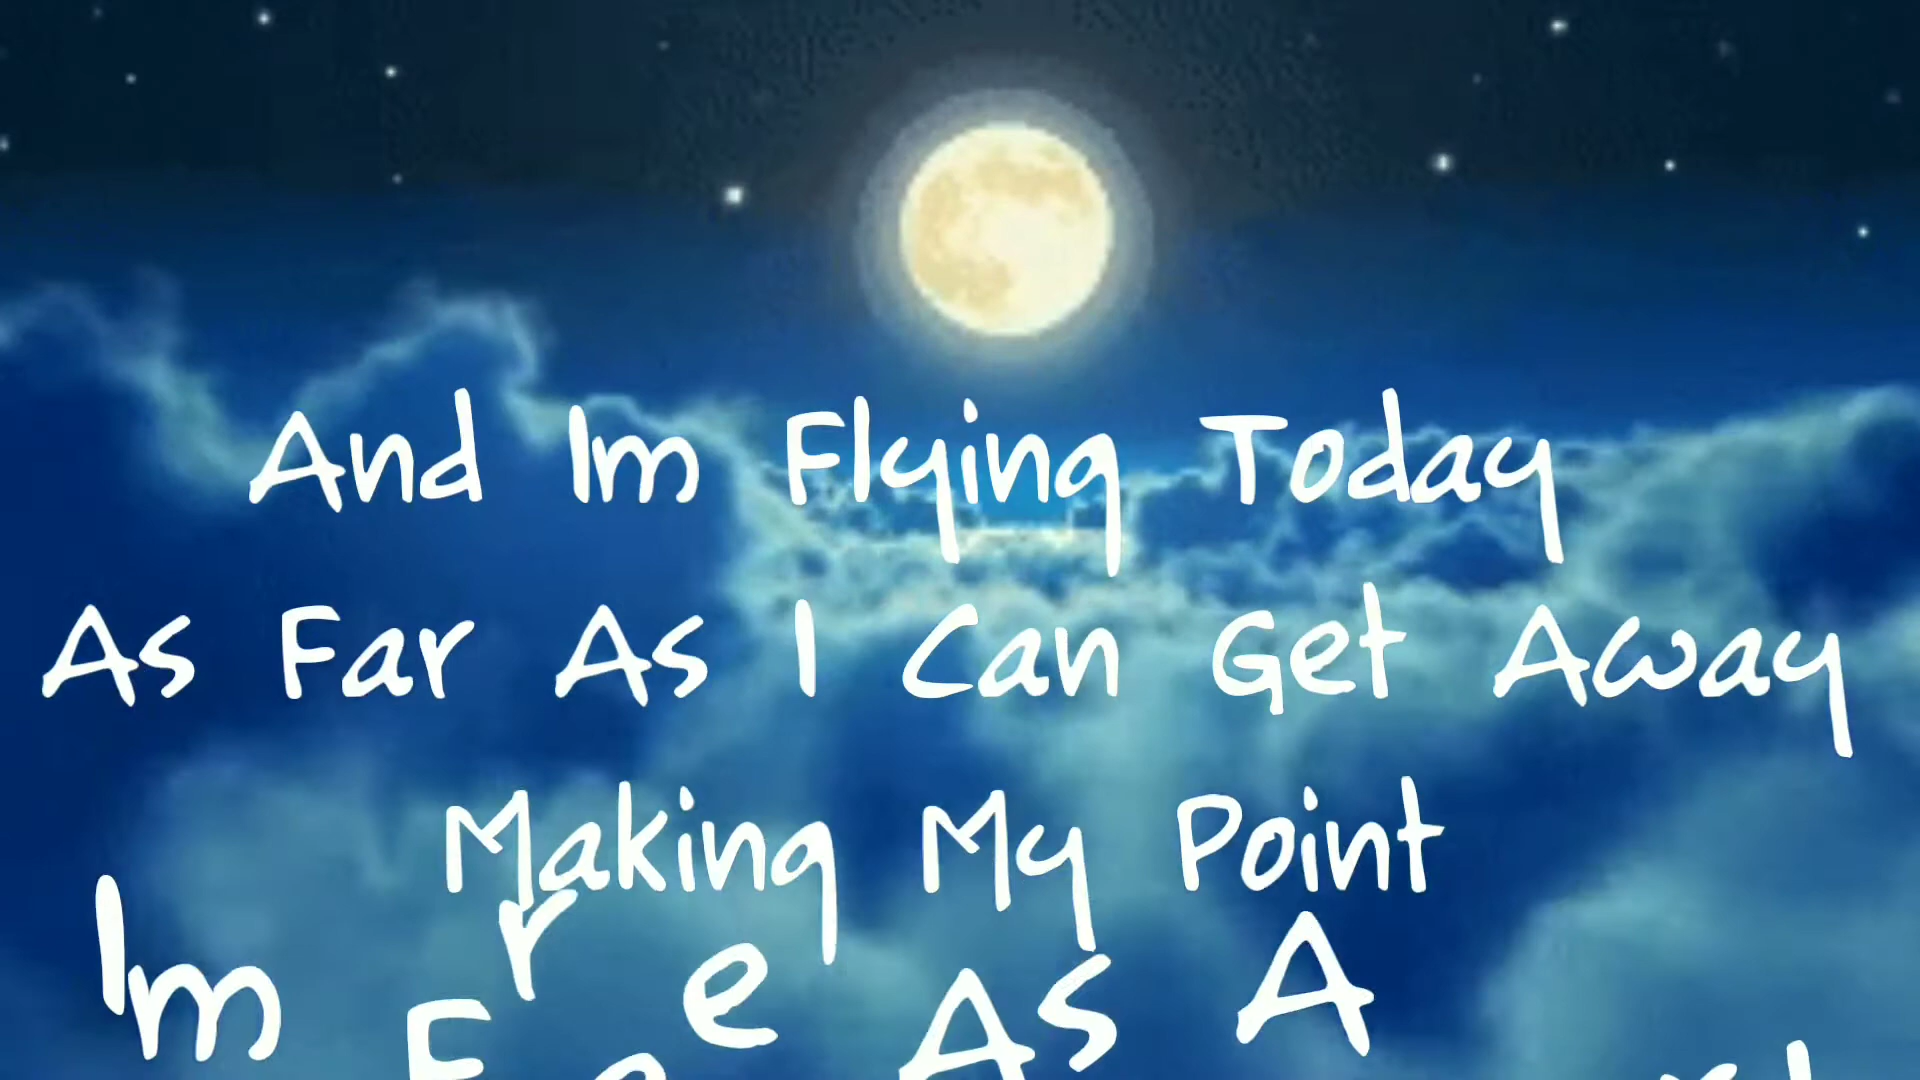 And Im Flying Today
As Far As I Can Get Away
Making My Point
Im Free As A